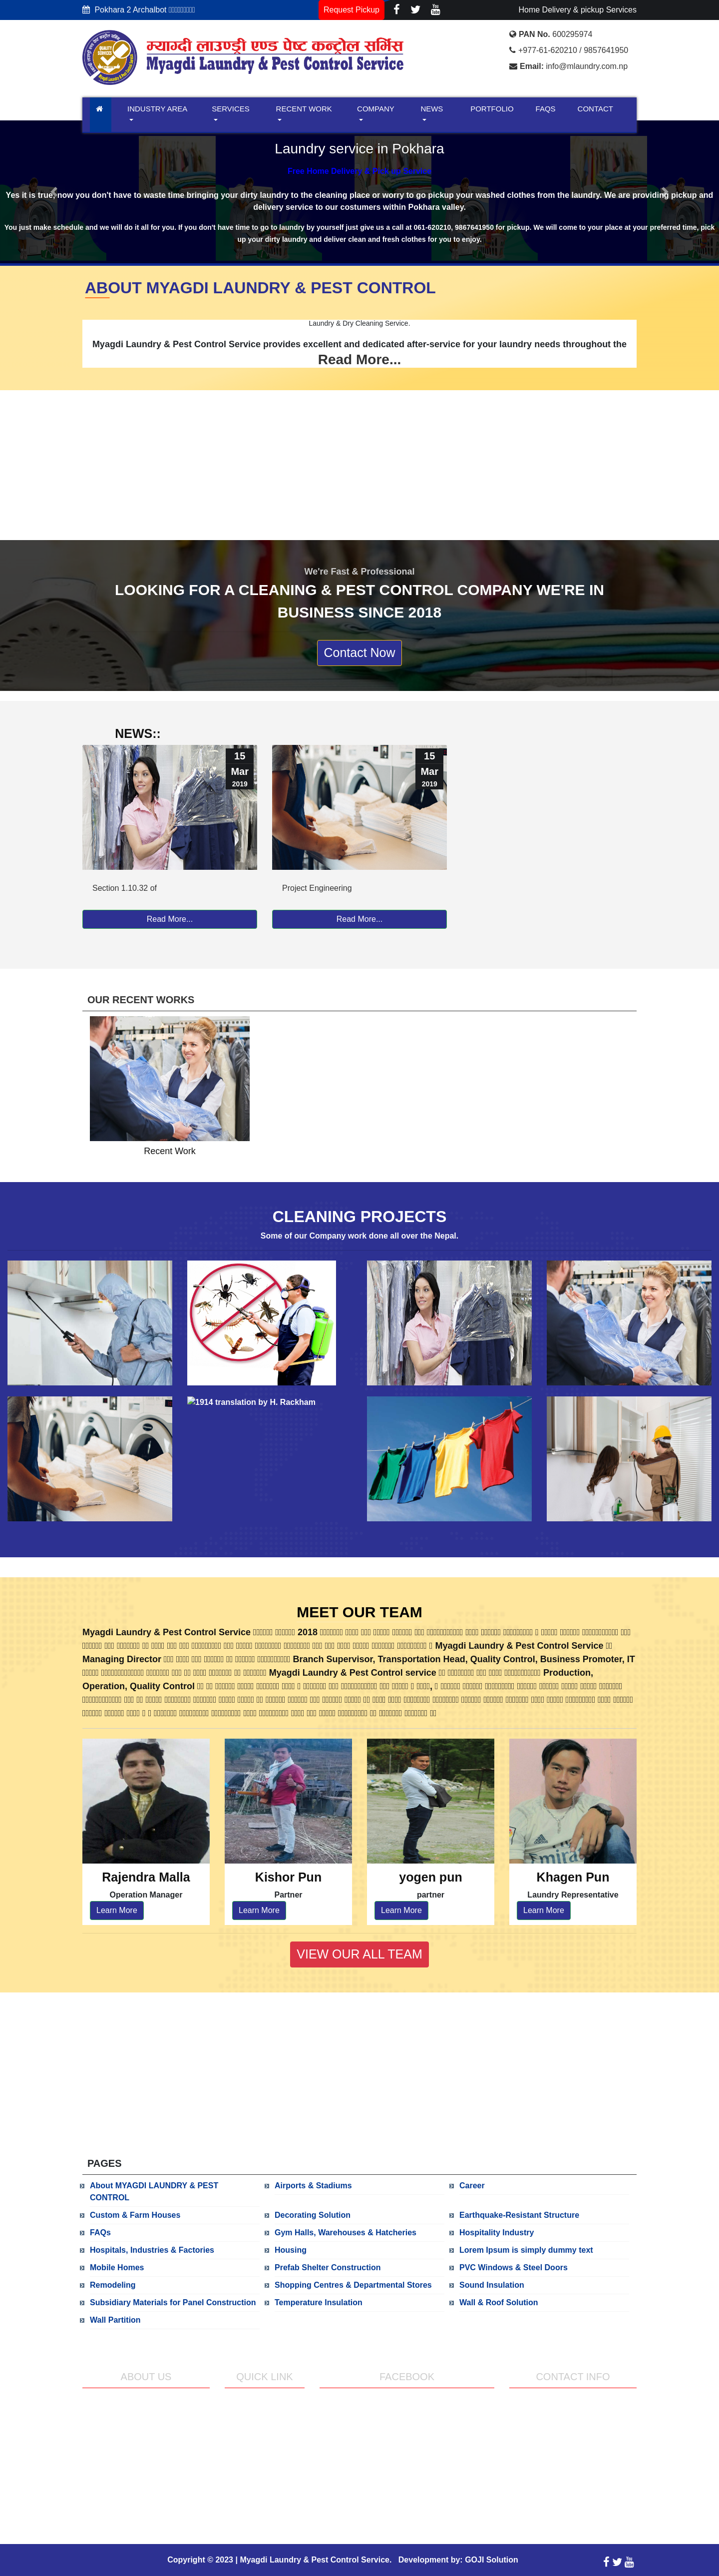 Pokhara 2 Archalbot
Request Pickup
Home Delivery & pickup Services
म्याग्दी लाउण्ड्री एण्ड पेष्ट कन्ट्रोल सर्भिस
Myagdi Laundry & Pest Control Service
PAN No. 600295974
+977-61-620210 / 9857641950
Email: info@mlaundry.com.np
INDUSTRY AREA SERVICES RECENT WORK COMPANY NEWS PORTFOLIO FAQS CONTACT
Laundry service in Pokhara
Yes it is true, now you don't have to waste time bringing your dirty laundry to the cleaning place or worry to go pickup your washed clothes from the laundry. We are providing pickup and
delivery service to our costumers within Pokhara valley.
You just make schedule and we will do it all for you. If you don't have time to go to laundry by yourself just give us a call at 061-620210, 9867641950 for pickup. We will come to your place at your preferred time, pick
up your dirty laundry and deliver clean and fresh clothes for you to enjoy.
ABOUT MYAGDI LAUNDRY & PEST CONTROL
Laundry & Dry Cleaning Service.
Myagdi Laundry & Pest Control Service provides excellent and dedicated after-service for your laundry needs throughout the
Read More...
We're Fast & Professional
LOOKING FOR A CLEANING & PEST CONTROL COMPANY WE'RE IN
BUSINESS SINCE 2018
Contact Now
NEWS::
15
Mar
2019
15
Mar
2019
Section 1.10.32 of
Project Engineering
Read More...
Read More...
OUR RECENT WORKS
Recent Work
CLEANING PROJECTS
Some of our Company work done all over the Nepal.
1914 translation by H. Rackham
MEET OUR TEAM
Myagdi Laundry & Pest Control Service 2018
Myagdi Laundry & Pest Control Service
Managing Director Branch Supervisor, Transportation Head, Quality Control, Business Promoter, IT
Myagdi Laundry & Pest Control service Production,
Operation, Quality Control
Rajendra Malla
Operation Manager
Learn More
Kishor Pun
Partner
Learn More
yogen pun
partner
Learn More
Khagen Pun
Laundry Representative
Learn More
VIEW OUR ALL TEAM
PAGES
About MYAGDI LAUNDRY & PEST
CONTROL
Airports & Stadiums
Career
Custom & Farm Houses
Decorating Solution
Earthquake-Resistant Structure
FAQs
Gym Halls, Warehouses & Hatcheries
Hospitality Industry
Hospitals, Industries & Factories
Housing
Lorem Ipsum is simply dummy text
Mobile Homes
Prefab Shelter Construction
PVC Windows & Steel Doors
Remodeling
Shopping Centres & Departmental Stores
Sound Insulation
Subsidiary Materials for Panel Construction
Temperature Insulation
Wall & Roof Solution
Wall Partition
ABOUT US
QUICK LINK
FACEBOOK
CONTACT INFO
Copyright © 2023 | Myagdi Laundry & Pest Control Service. Development by: GOJI Solution